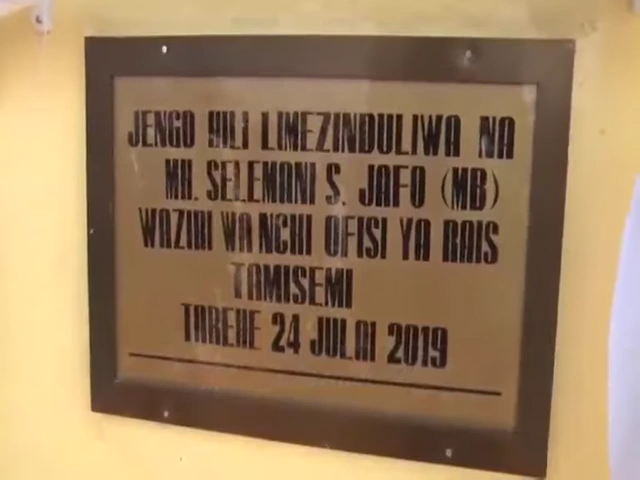 JENGO HILI LIMEZINDULIWA NA
MH. SELEMANI S. JAFO (MB)
WAZIRI WA NCHI OFISI YA RAIS
TAMISEMI
TAREHE 24 JULAI 2019